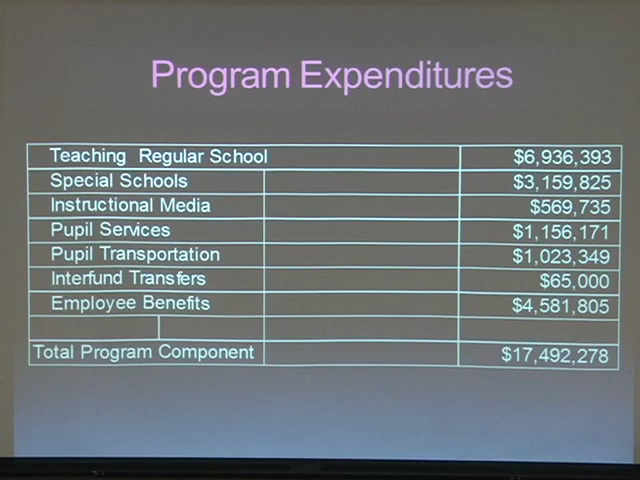 Program Expenditures
Teaching Regular School $6,936,393
Special Schools $3,159,825
Instructional Media $569,735
Pupil Services $1,156,171
Pupil Transportation $1,023,349
Interfund Transfers $65,000
Employee Benefits $4,581,805
Total Program Component $17,492,278